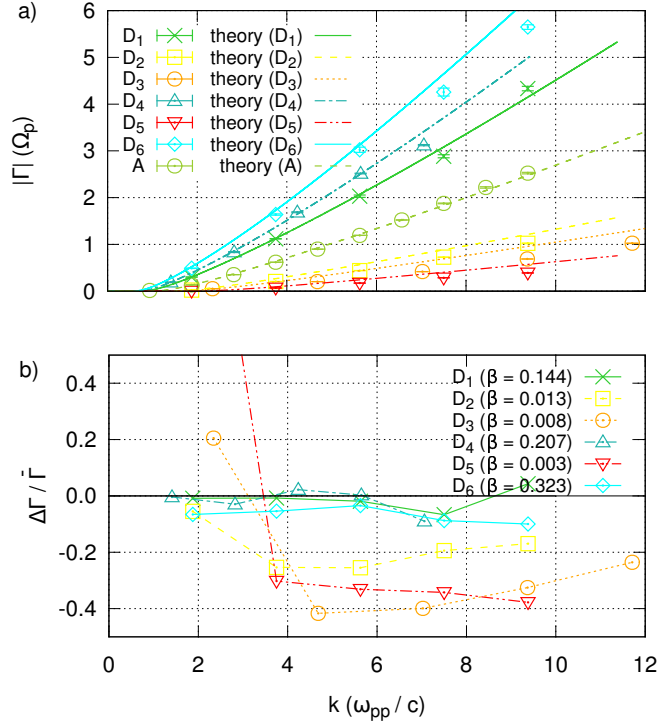 a)
|Γ| (Ωp)
6
5
4
3
2
1
0
D1 theory (D1)
D2 theory (D2)
D3 theory (D3)
D4 theory (D4)
D5 theory (D5)
D6 theory (D6)
A theory (A)
b)
ΔΓ / Γ̄
0.4
0.2
0.0
-0.2
-0.4
D1 (β = 0.144)
D2 (β = 0.013)
D3 (β = 0.008)
D4 (β = 0.207)
D5 (β = 0.003)
D6 (β = 0.323)
0 2 4 6 8 10 12
k (ωpp / c)